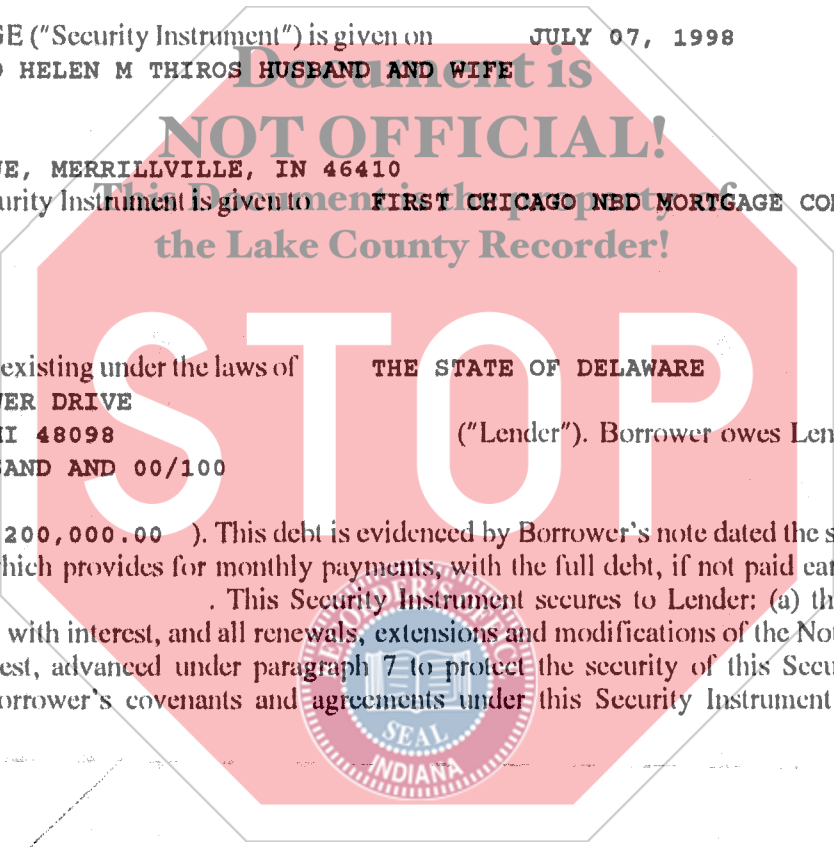 GE ("Security Instrument") is given on JULY 07, 1998
HELEN M THIROS HUSBAND AND WIFE
Document is
NOT OFFICIAL!
UE, MERRILLVILLE, IN 46410
urity Instrument is given to FIRST CHICAGO NBD MORTGAGE CO
This Document is the property of
the Lake County Recorder!
STOP
existing under the laws of THE STATE OF DELAWARE
WER DRIVE
MI 48098 ("Lender"). Borrower owes Len
SAND AND 00/100
200,000.00 ). This debt is evidenced by Borrower's note dated the s
which provides for monthly payments, with the full debt, if not paid ear
. This Security Instrument secures to Lender: (a) th
with interest, and all renewals, extensions and modifications of the Not
est, advanced under paragraph 7 to protect the security of this Secu
orrower's covenants and agreements under this Security Instrument
RECORDER'S OFFICE
SEAL
INDIANA